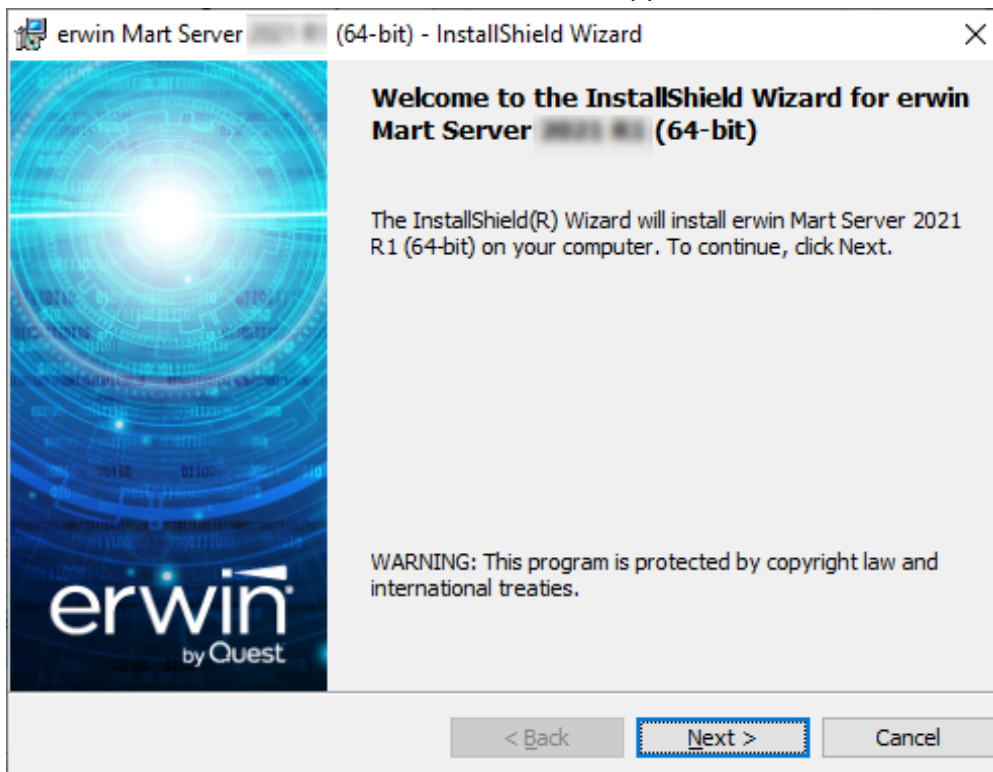 erwin Mart Server (64-bit) - InstallShield Wizard
Welcome to the InstallShield Wizard for erwin
Mart Server (64-bit)
The InstallShield(R) Wizard will install erwin Mart Server 2021
R1 (64-bit) on your computer. To continue, click Next.
WARNING: This program is protected by copyright law and
international treaties.
erwin
by Quest
< Back
Next >
Cancel